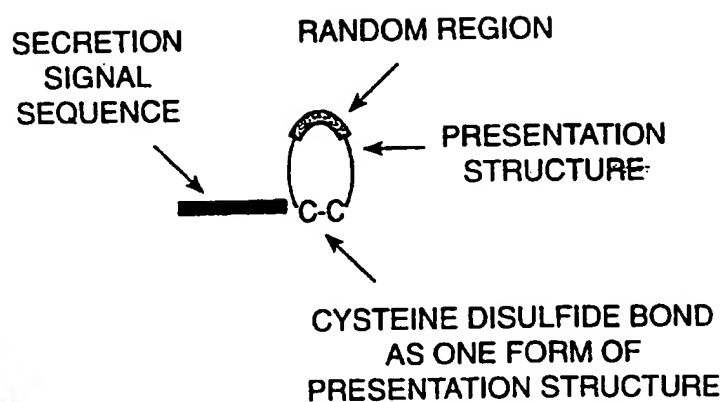 SECRETION
SIGNAL
SEQUENCE
RANDOM REGION
PRESENTATION
STRUCTURE
C-C
CYSTEINE DISULFIDE BOND
AS ONE FORM OF
PRESENTATION STRUCTURE